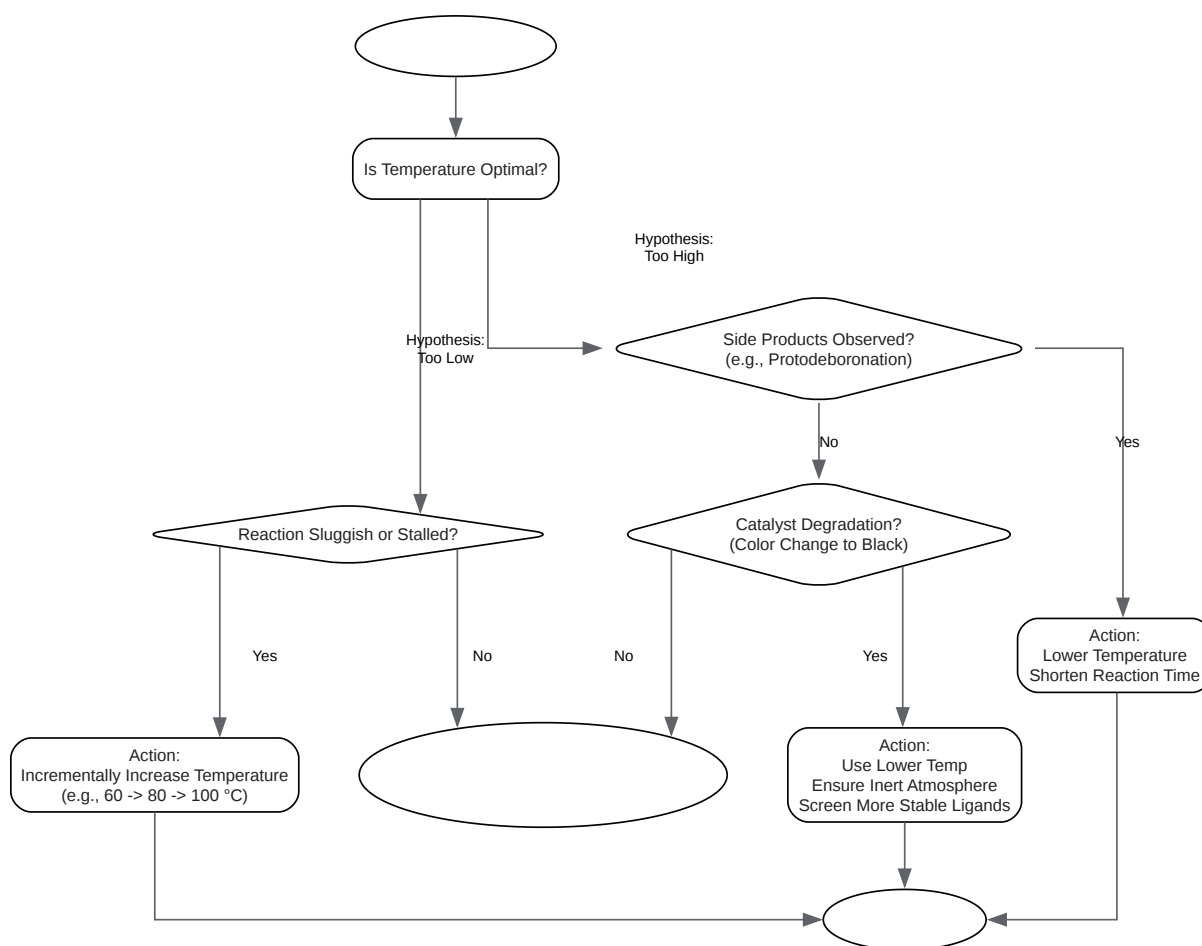 Is Temperature Optimal?
Hypothesis:
Too High
Hypothesis:
Too Low
Side Products Observed?
(e.g., Protodeboronation)
No
Yes
Reaction Sluggish or Stalled?
Catalyst Degradation?
(Color Change to Black)
Yes
No
No
Yes
Action:
Lower Temperature
Shorten Reaction Time
Action:
Incrementally Increase Temperature
(e.g., 60 -> 80 -> 100 °C)
Action:
Use Lower Temp
Ensure Inert Atmosphere
Screen More Stable Ligands